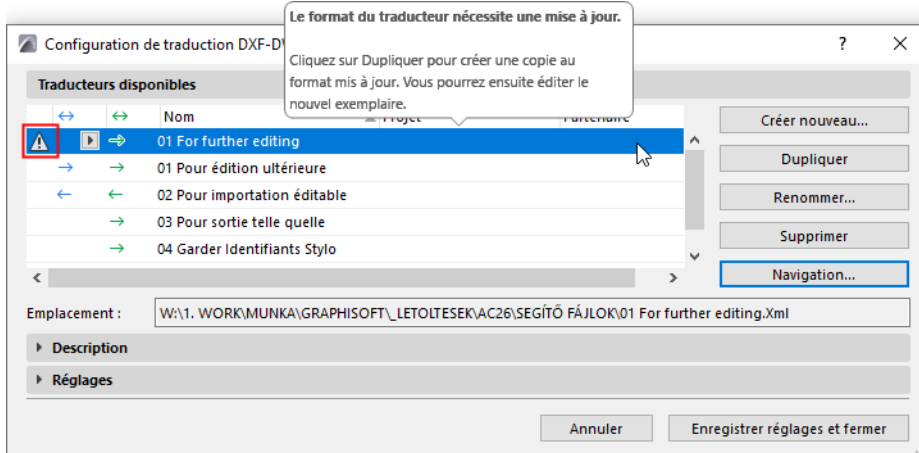 Le format du traducteur nécessite une mise à jour.
Configuration de traduction DXF-D
? ×
Cliquez sur Dupliquer pour créer une copie au
format mis à jour. Vous pourrez ensuite éditer le
nouvel exemplaire.
Traducteurs disponibles
Nom Projet Partenaire
01 For further editing
01 Pour édition ultérieure
02 Pour importation éditable
03 Pour sortie telle quelle
04 Garder Identifiants Stylo
Créer nouveau...
Dupliquer
Renommer...
Supprimer
Navigation...
Emplacement : W:\1. WORK\MUNKA\GRAPHISOFT\_LETOLTESEK\AC26\SEGÍTŐ FÁJLOK\01 For further editing.Xml
Description
Réglages
Annuler Enregistrer réglages et fermer